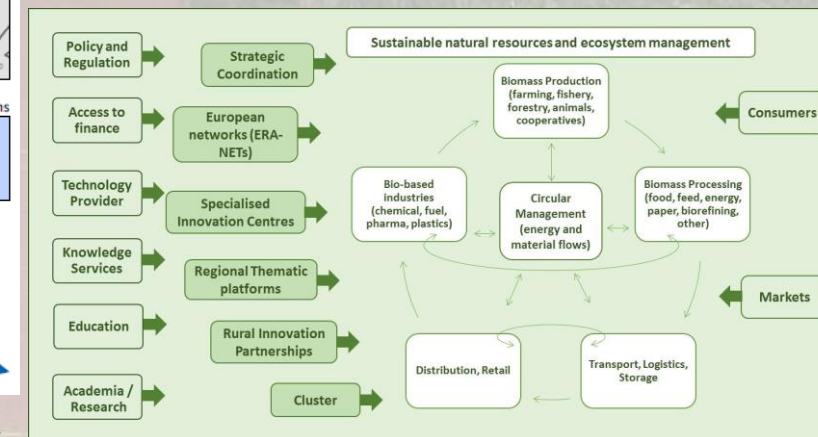 ns
Policy and
Regulation
Access to
finance
Technology
Provider
Knowledge
Services
Education
Academia /
Research
Strategic
Coordination
European
networks (ERA-
NETs)
Specialised
Innovation Centres
Regional Thematic
platforms
Rural Innovation
Partnerships
Cluster
Sustainable natural resources and ecosystem management
Biomass Production
(farming, fishery,
forestry, animals,
cooperatives)
Bio-based
industries
(chemical, fuel,
pharma, plastics)
Circular
Management
(energy and
material flows)
Biomass Processing
(food, feed, energy,
paper, biorefining,
other)
Distribution, Retail
Transport, Logistics,
Storage
Consumers
Markets